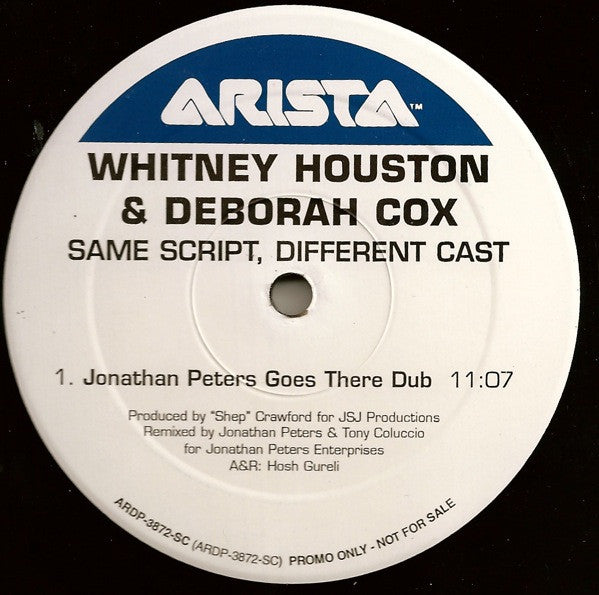 ARISTA™
WHITNEY HOUSTON
& DEBORAH COX
SAME SCRIPT, DIFFERENT CAST
1. Jonathan Peters Goes There Dub 11:07
Produced by "Shep" Crawford for JSJ Productions
Remixed by Jonathan Peters & Tony Coluccio
for Jonathan Peters Enterprises
A&R: Hosh Gureli
ARDP-3872-SC (ARDP-3872-SC) PROMO ONLY - NOT FOR SALE